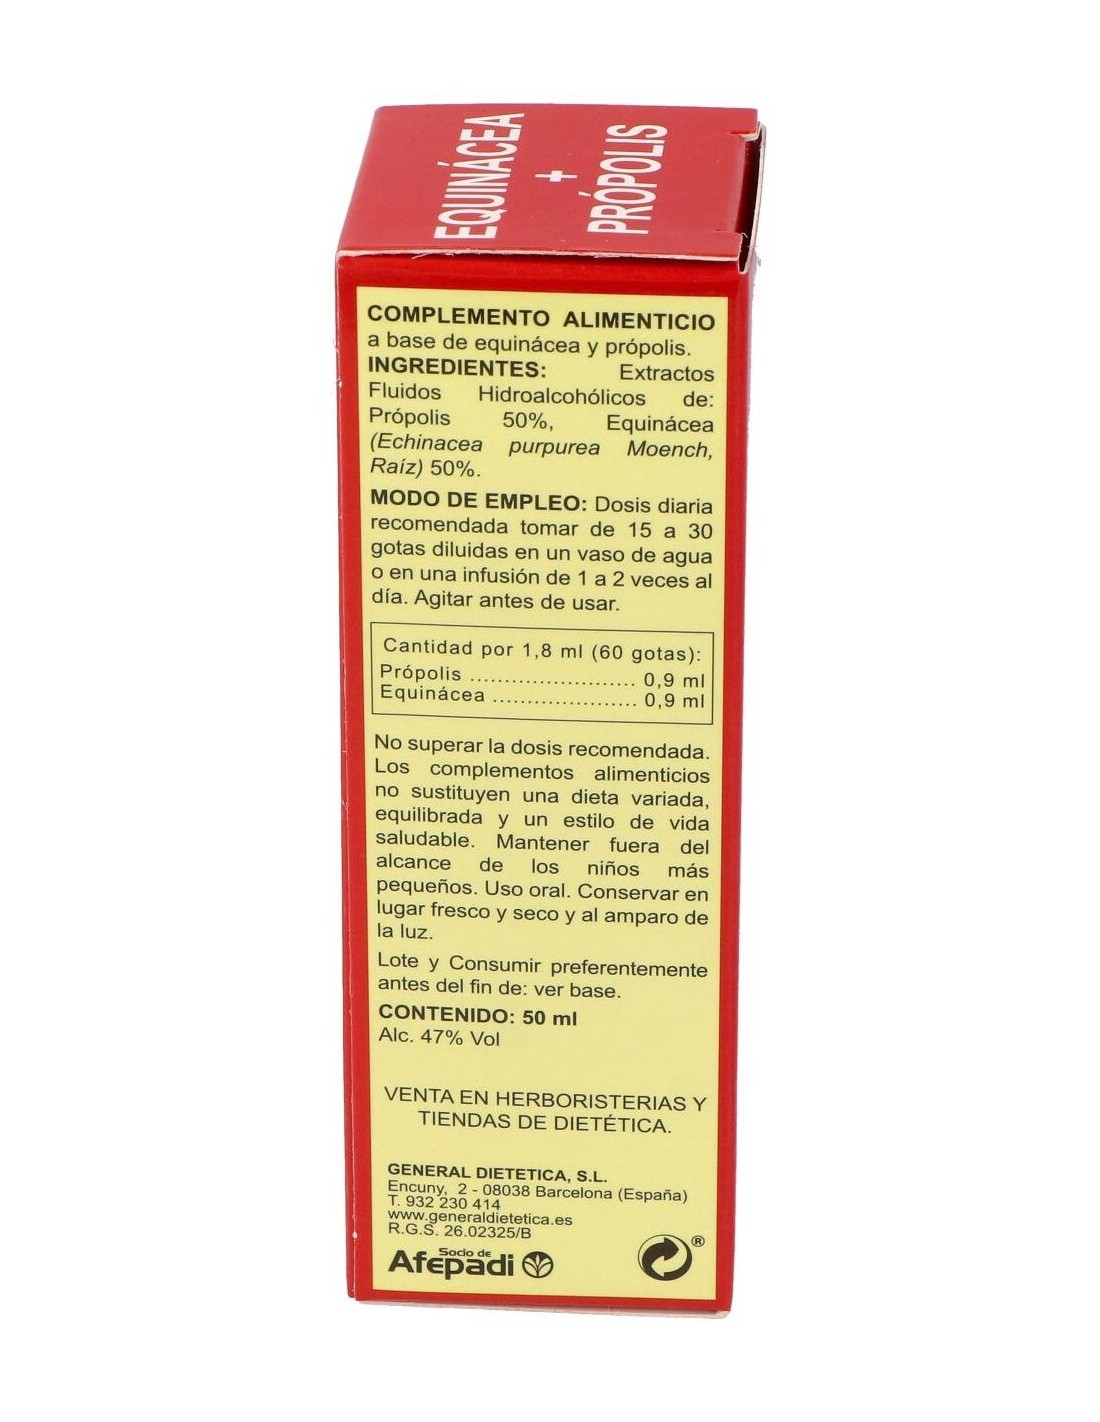 EQUINÁCEA
+
PRÓPOLIS
COMPLEMENTO ALIMENTICIO
a base de equinácea y própolis.
INGREDIENTES: Extractos
Fluidos Hidroalcohólicos de:
Própolis 50%, Equinácea
(Echinacea purpurea Moench,
Raíz) 50%.
MODO DE EMPLEO: Dosis diaria
recomendada tomar de 15 a 30
gotas diluidas en un vaso de agua
o en una infusión de 1 a 2 veces al
día. Agitar antes de usar.
Cantidad por 1,8 ml (60 gotas):
Própolis ........................ 0,9 ml
Equinácea ..................... 0,9 ml
No superar la dosis recomendada.
Los complementos alimenticios
no sustituyen una dieta variada,
equilibrada y un estilo de vida
saludable. Mantener fuera del
alcance de los niños más
pequeños. Uso oral. Conservar en
lugar fresco y seco y al amparo de
la luz.
Lote y Consumir preferentemente
antes del fin de: ver base.
CONTENIDO: 50 ml
Alc. 47% Vol
VENTA EN HERBORISTERIAS Y
TIENDAS DE DIETÉTICA.
GENERAL DIETETICA, S.L.
Encuny, 2 - 08038 Barcelona (España)
T. 932 230 414
www.generaldietetica.es
R.G.S. 26.02325/B
Socio de
Afepadi
®